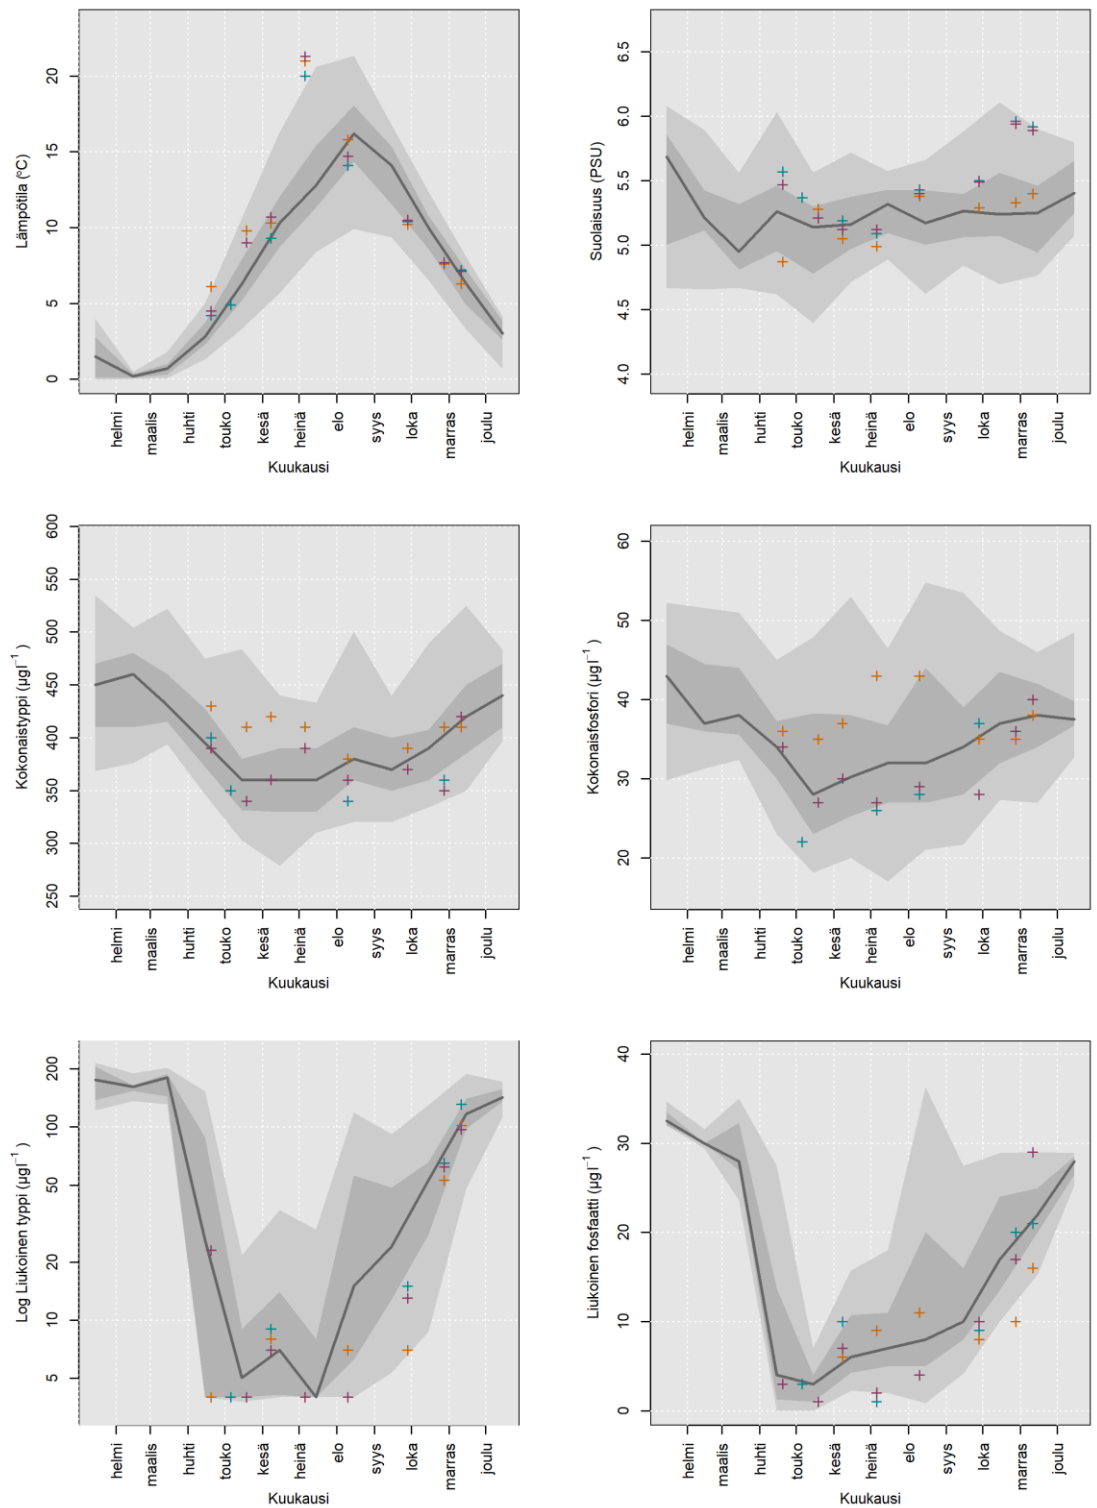 Lämpötila (°C)
0
5
10
15
20
helmi
maalis
huhti
touko
kesä
heinä
elo
syys
loka
marras
joulu
Kuukausi
Suolaisuus (PSU)
4.0
4.5
5.0
5.5
6.0
6.5
helmi
maalis
huhti
touko
kesä
heinä
elo
syys
loka
marras
joulu
Kuukausi
Kokonaistyppi (µgl⁻¹ )
250
300
350
400
450
500
550
600
helmi
maalis
huhti
touko
kesä
heinä
elo
syys
loka
marras
joulu
Kuukausi
Kokonaisfosfori (µgl⁻¹ )
20
30
40
50
60
helmi
maalis
huhti
touko
kesä
heinä
elo
syys
loka
marras
joulu
Kuukausi
Log Liukoinen typpi (µgl⁻¹ )
5
10
20
50
100
200
helmi
maalis
huhti
touko
kesä
heinä
elo
syys
loka
marras
joulu
Kuukausi
Liukoinen fosfaatti (µgl⁻¹ )
0
10
20
30
40
helmi
maalis
huhti
touko
kesä
heinä
elo
syys
loka
marras
joulu
Kuukausi